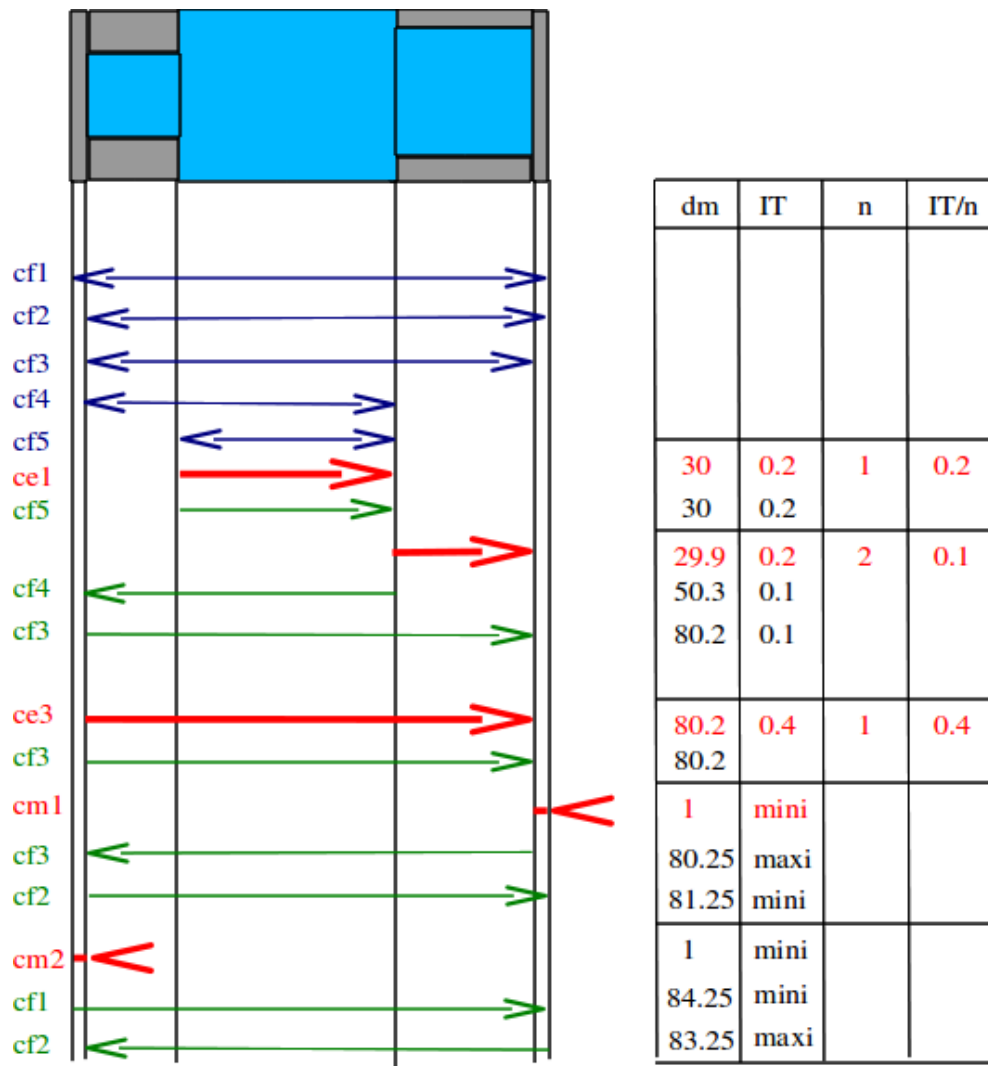 dm IT n IT/n
cf1
cf2
cf3
cf4
cf5
ce1 30 0.2 1 0.2
cf5 30 0.2
29.9 0.2 2 0.1
cf4 50.3 0.1
cf3 80.2 0.1
ce3 80.2 0.4 1 0.4
cf3 80.2
cm1 1 mini
cf3 80.25 maxi
cf2 81.25 mini
cm2 1 mini
cf1 84.25 mini
cf2 83.25 maxi